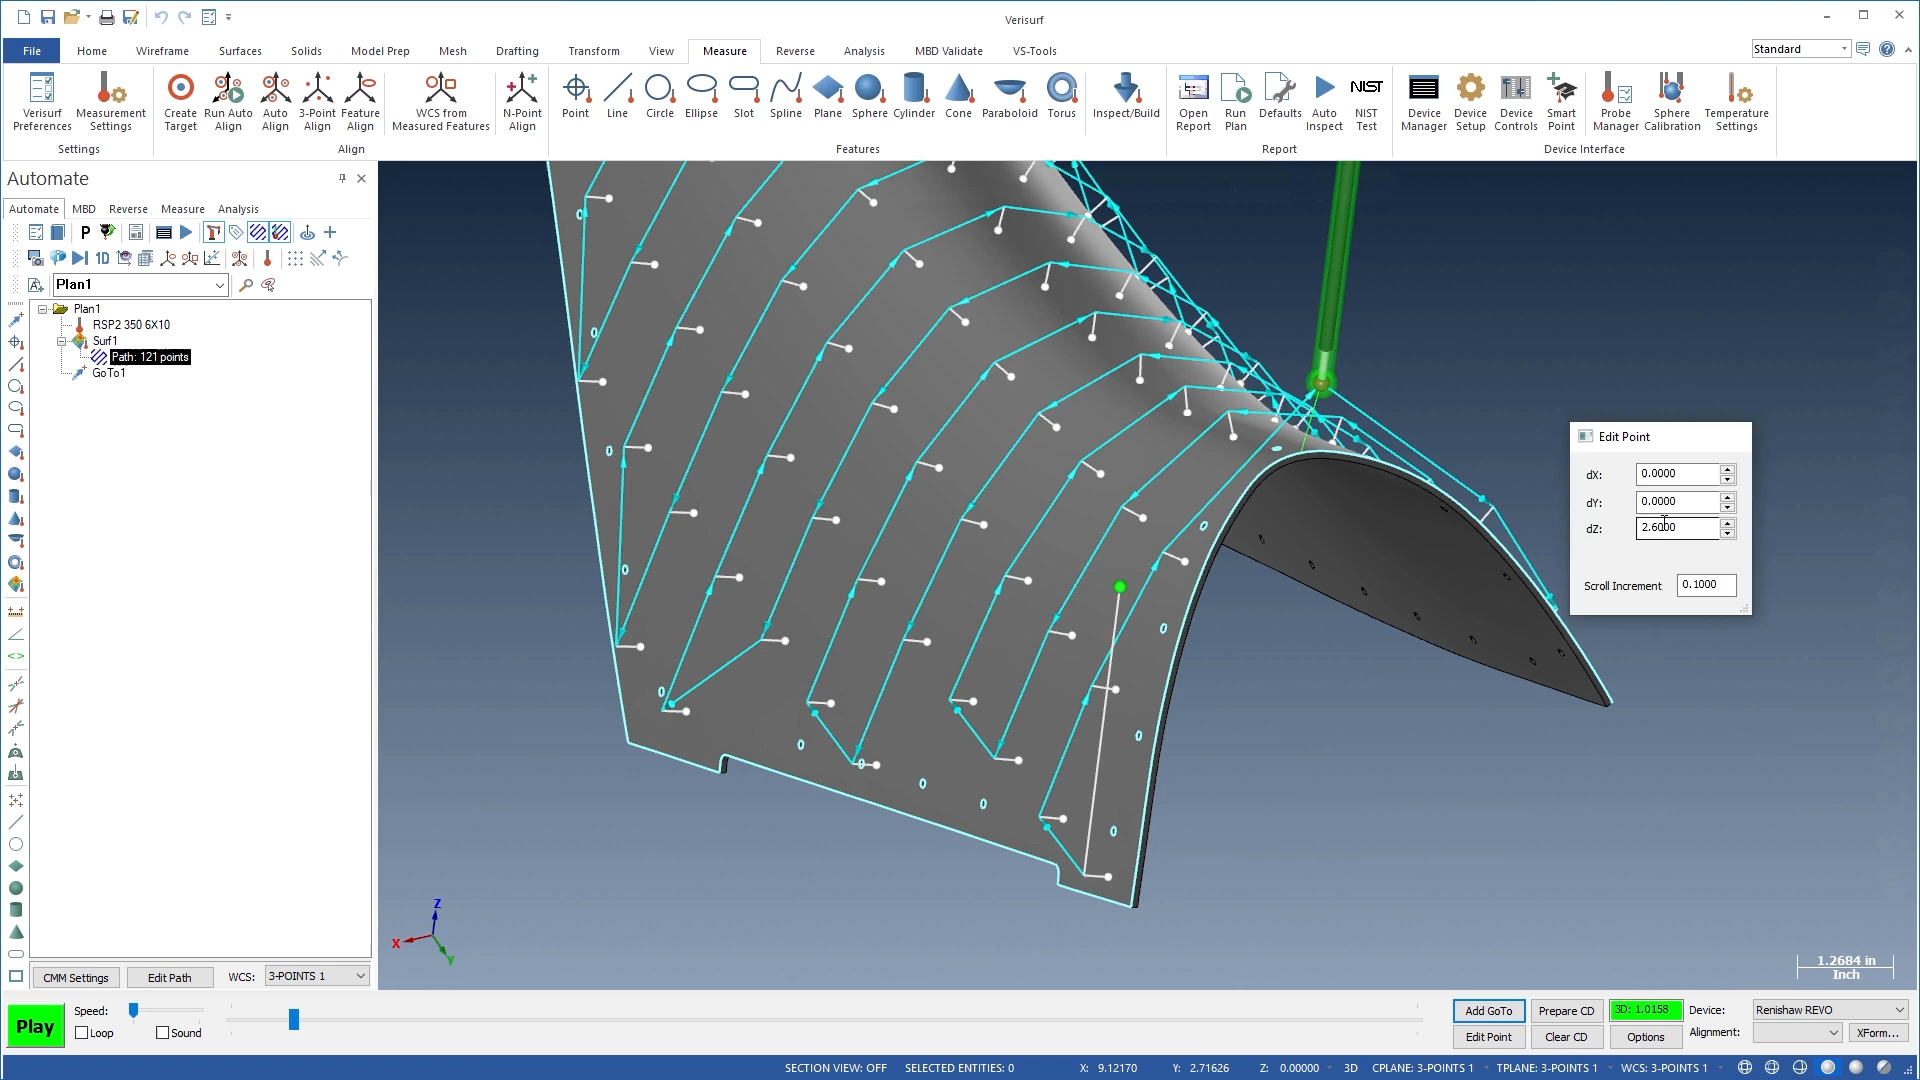 Verisurf
File Home Wireframe Surfaces Solids Model Prep Mesh Drafting Transform View Measure Reverse Analysis MBD Validate VS-Tools Standard
Verisurf Preferences Measurement Settings Create Target Run Auto Align Auto Align 3-Point Align Feature Align WCS from Measured Features N-Point Align Point Line Circle Ellipse Slot Spline Plane Sphere Cylinder Cone Paraboloid Torus Inspect/Build Open Report Run Plan Defaults Auto Inspect NIST NIST Test Device Manager Device Setup Device Controls Smart Point Probe Manager Sphere Calibration Temperature Settings
Settings Align Features Report Device Interface
Automate
Automate MBD Reverse Measure Analysis
P
1D
Plan1
Plan1
RSP2 350 6X10
Surf1
Path: 121 points
GoTo1
Edit Point
dX: 0.0000
dY: 0.0000
dZ: 2.6000
Scroll Increment 0.1000
Z
X
Y
1.2684 in
Inch
CMM Settings Edit Path WCS: 3-POINTS 1
Play Speed: Loop Sound
Add GoTo Prepare CD 3D: 1.0158 Device: Renishaw REVO
Edit Point Clear CD Options Alignment: XForm...
SECTION VIEW: OFF SELECTED ENTITIES: 0 X: 9.12170 Y: 2.71626 Z: 0.00000 3D CPLANE: 3-POINTS 1 TPLANE: 3-POINTS 1 WCS: 3-POINTS 1